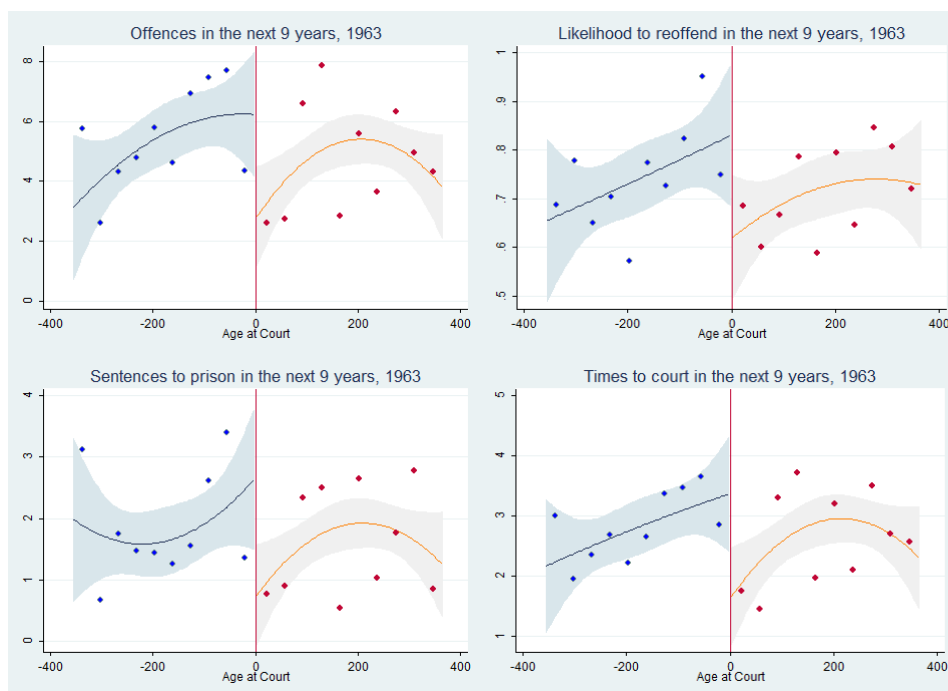 Offences in the next 9 years, 1963
8
6
4
2
0
-400 -200 0 200 400
Age at Court
Likelihood to reoffend in the next 9 years, 1963
1
.9
.8
.7
.6
.5
-400 -200 0 200 400
Age at Court
Sentences to prison in the next 9 years, 1963
4
3
2
1
0
-400 -200 0 200 400
Age at Court
Times to court in the next 9 years, 1963
5
4
3
2
1
-400 -200 0 200 400
Age at Court